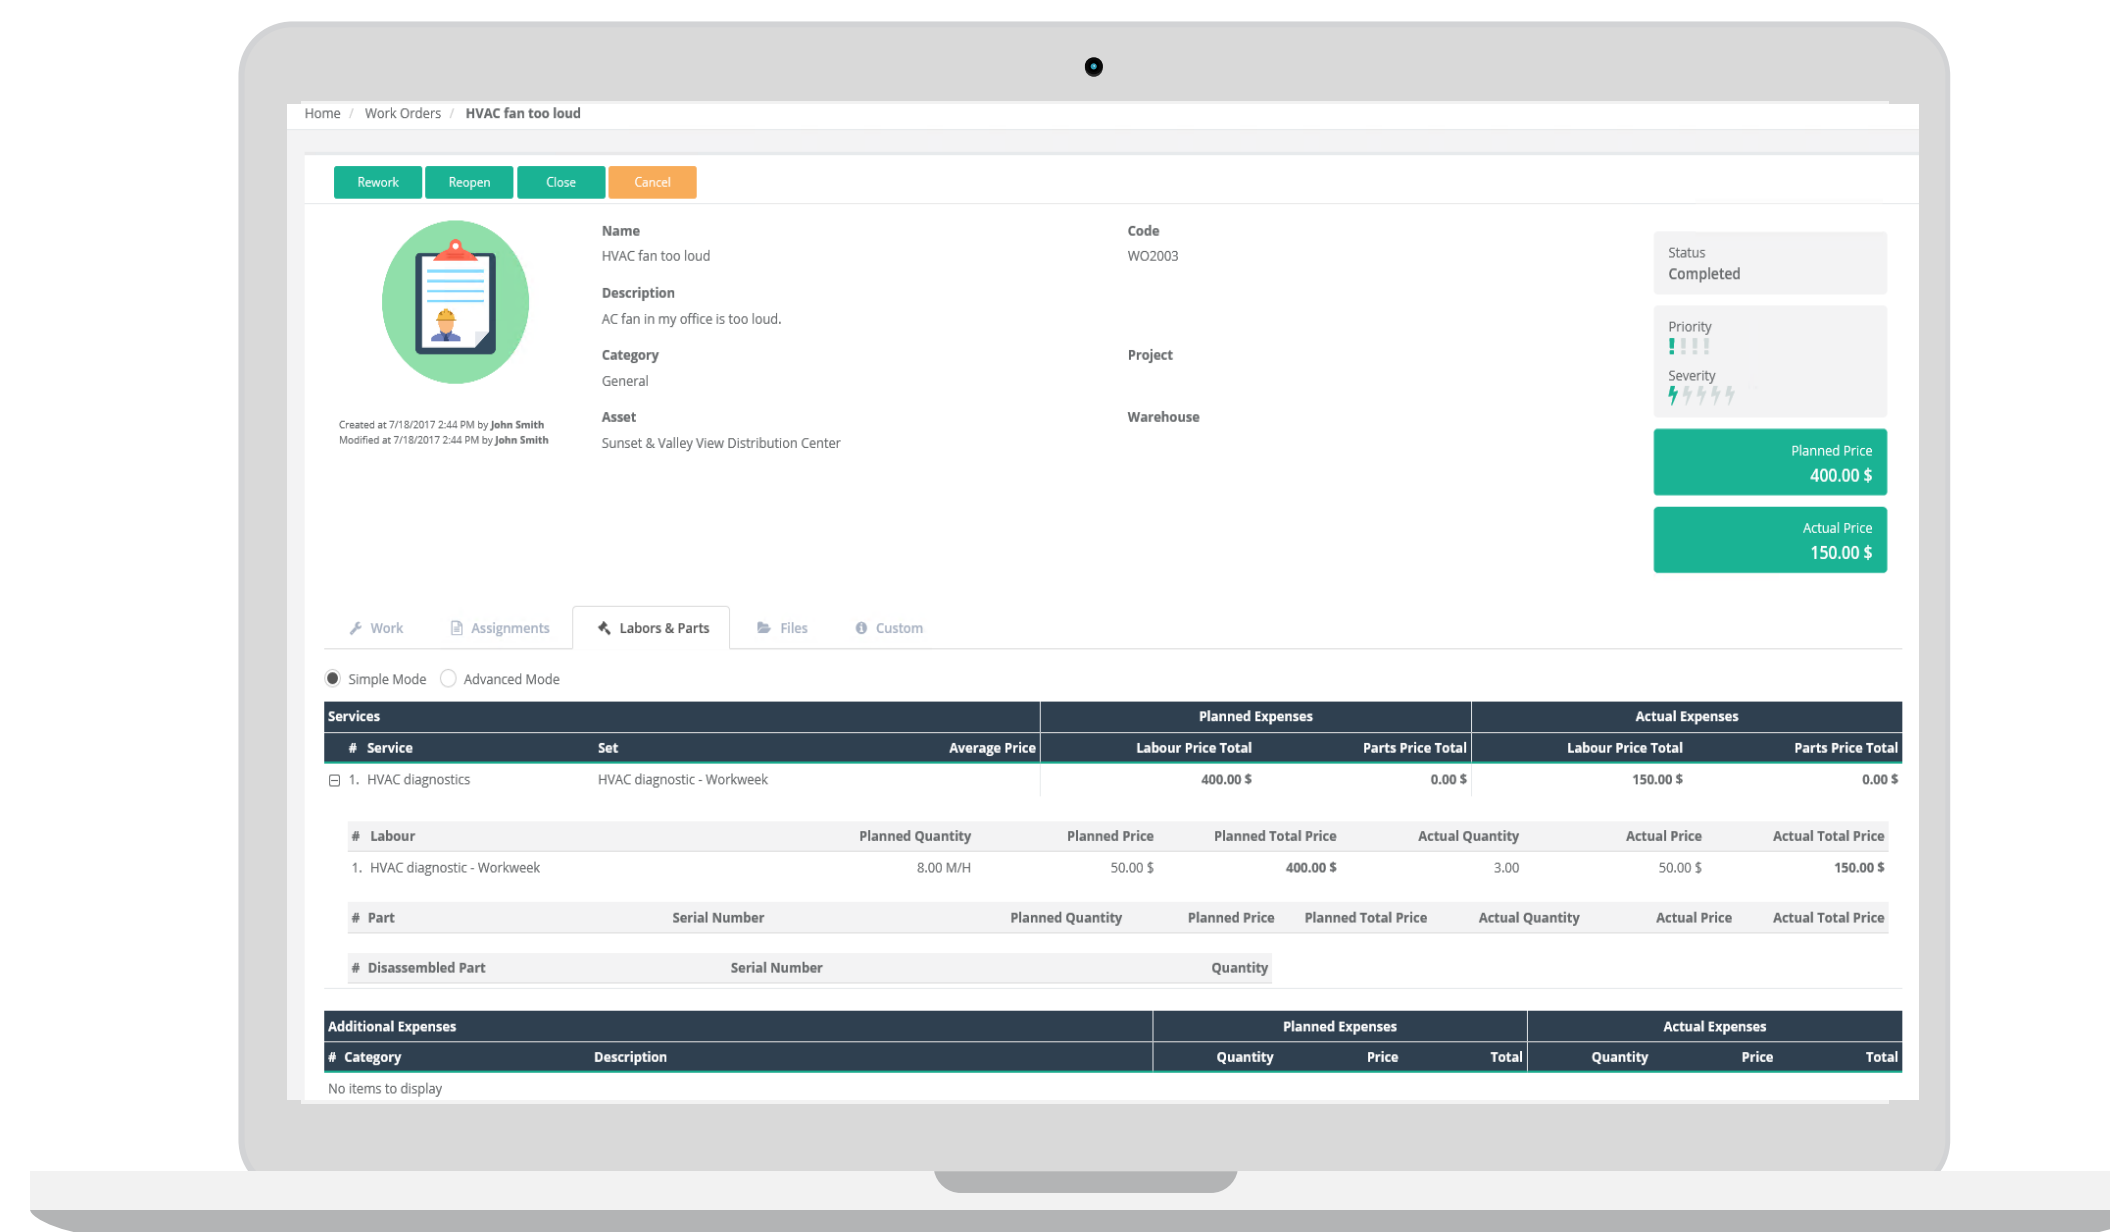 Home / Work Orders / HVAC fan too loud
Rework Reopen Close Cancel
Name
HVAC fan too loud
Code
WO2003
Description
AC fan in my office is too loud.
Category
General
Project
Asset
Sunset & Valley View Distribution Center
Warehouse
Created at 7/18/2017 2:44 PM by John Smith
Modified at 7/18/2017 2:44 PM by John Smith
Status
Completed
Priority
Severity
Planned Price
400.00 $
Actual Price
150.00 $
Work Assignments Labors & Parts Files Custom
Simple Mode Advanced Mode
Services Planned Expenses Actual Expenses
# Service Set Average Price Labour Price Total Parts Price Total Labour Price Total Parts Price Total
1. HVAC diagnostics HVAC diagnostic - Workweek 400.00 $ 0.00 $ 150.00 $ 0.00 $
# Labour Planned Quantity Planned Price Planned Total Price Actual Quantity Actual Price Actual Total Price
1. HVAC diagnostic - Workweek 8.00 M/H 50.00 $ 400.00 $ 3.00 50.00 $ 150.00 $
# Part Serial Number Planned Quantity Planned Price Planned Total Price Actual Quantity Actual Price Actual Total Price
# Disassembled Part Serial Number Quantity
Additional Expenses Planned Expenses Actual Expenses
# Category Description Quantity Price Total Quantity Price Total
No items to display